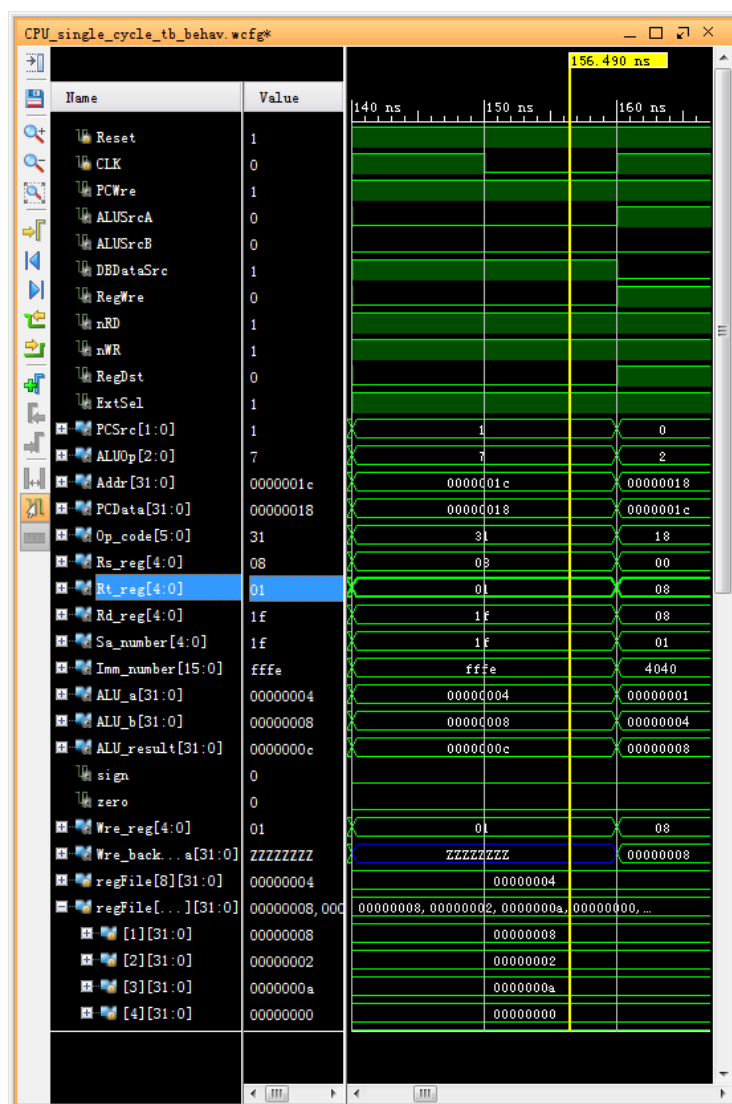 CPU_single_cycle_tb_behav.wcfg*
156.490 ns
Name Value 140 ns 150 ns 160 ns
Reset 1
CLK 0
PCWre 1
ALUSrcA 0
ALUSrcB 0
DBDataSrc 1
RegWre 0
nRD 1
nWR 1
RegDst 0
ExtSel 1
PCSrc[1:0] 1 1 0
ALUOp[2:0] 7 7 2
Addr[31:0] 0000001c 0000001c 00000018
PCData[31:0] 00000018 00000018 0000001c
Op_code[5:0] 31 31 18
Rs_reg[4:0] 08 08 00
Rt_reg[4:0] 01 01 08
Rd_reg[4:0] 1f 1f 08
Sa_number[4:0] 1f 1f 01
Imm_number[15:0] fffe fffe 4040
ALU_a[31:0] 00000004 00000004 00000001
ALU_b[31:0] 00000008 00000008 00000004
ALU_result[31:0] 0000000c 0000000c 00000008
sign 0
zero 0
Wre_reg[4:0] 01 01 08
Wre_back...a[31:0] ZZZZZZZZ ZZZZZZZZ 00000008
regFile[8][31:0] 00000004 00000004
regFile[...][31:0] 00000008,000 00000008,00000002,0000000a,00000000,...
[1][31:0] 00000008 00000008
[2][31:0] 00000002 00000002
[3][31:0] 0000000a 0000000a
[4][31:0] 00000000 00000000